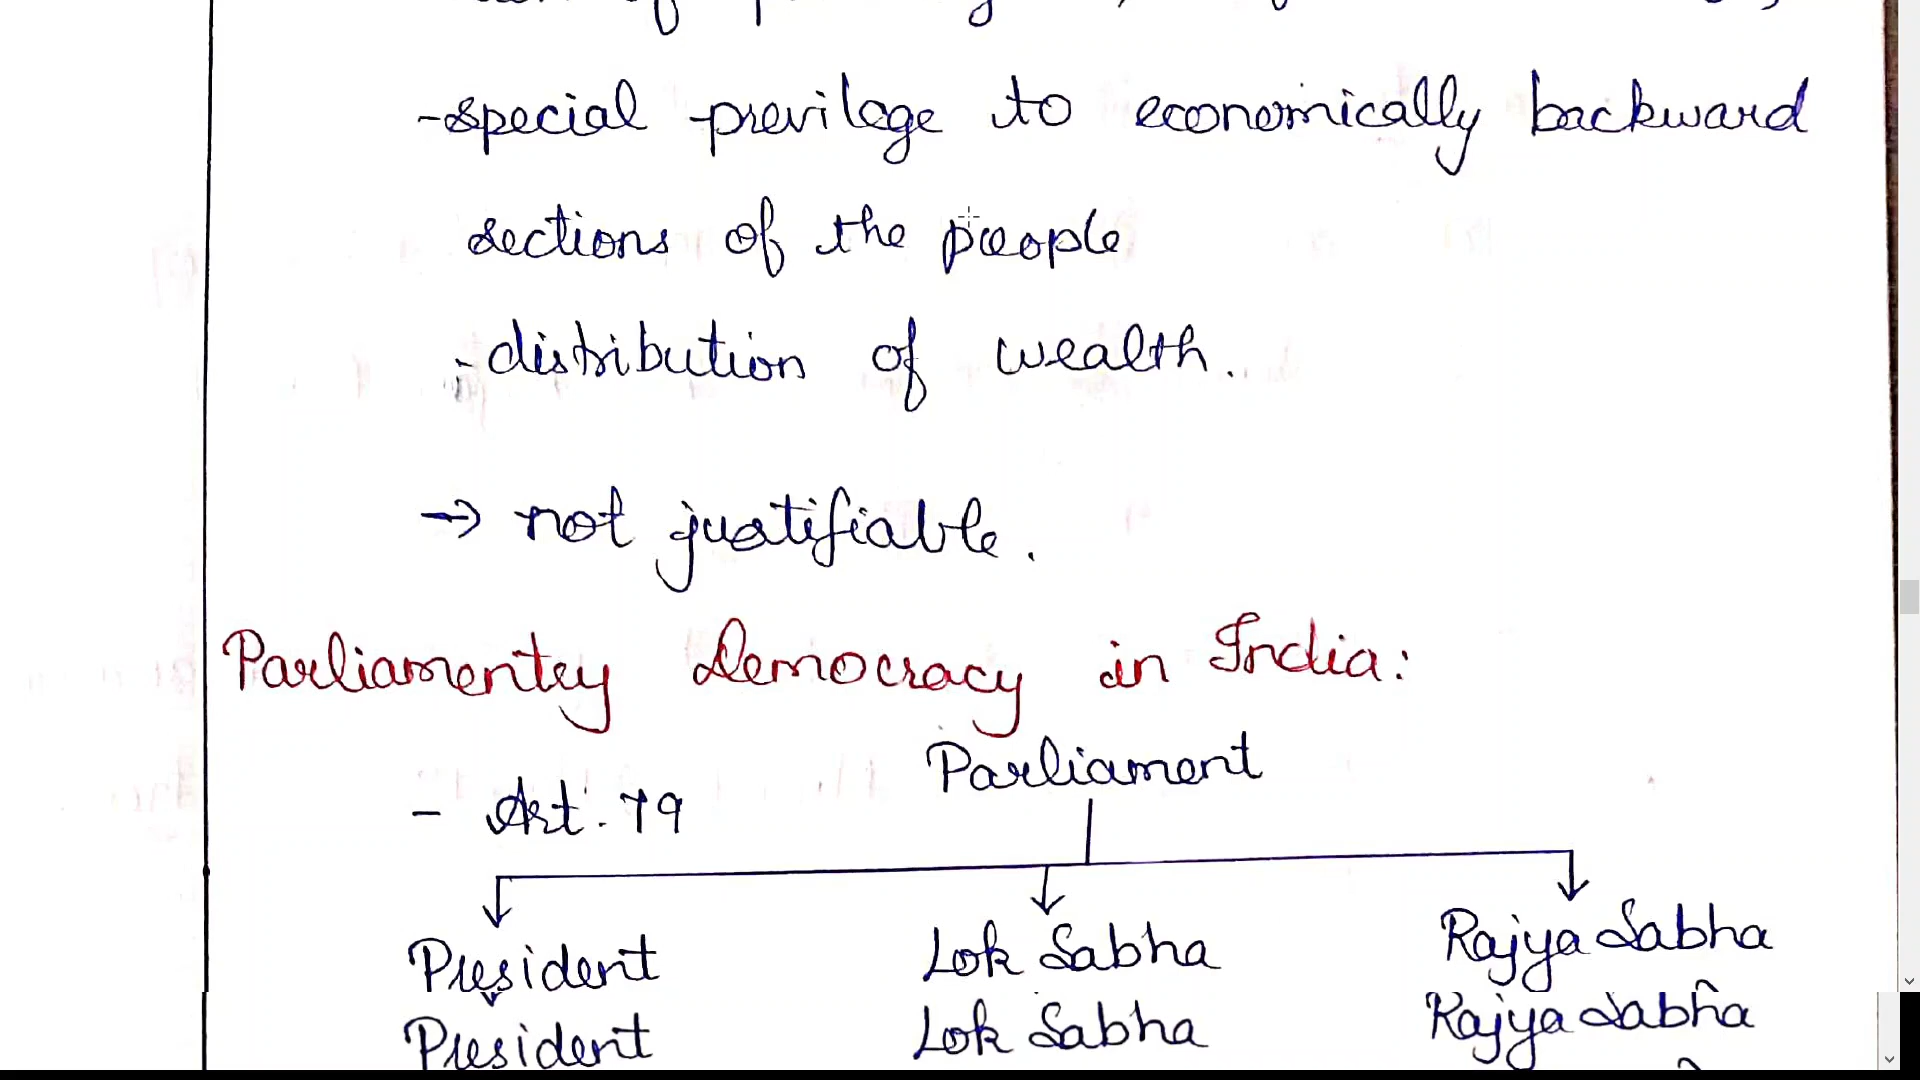 -special previlage to economically backward
sections of the people
-distribution of wealth.
→ not justifiable.
Parliamentry Democracy in India:
Parliament
- Art. 79
President Lok Sabha Rajya Sabha
President Lok Sabha Rajya Sabha